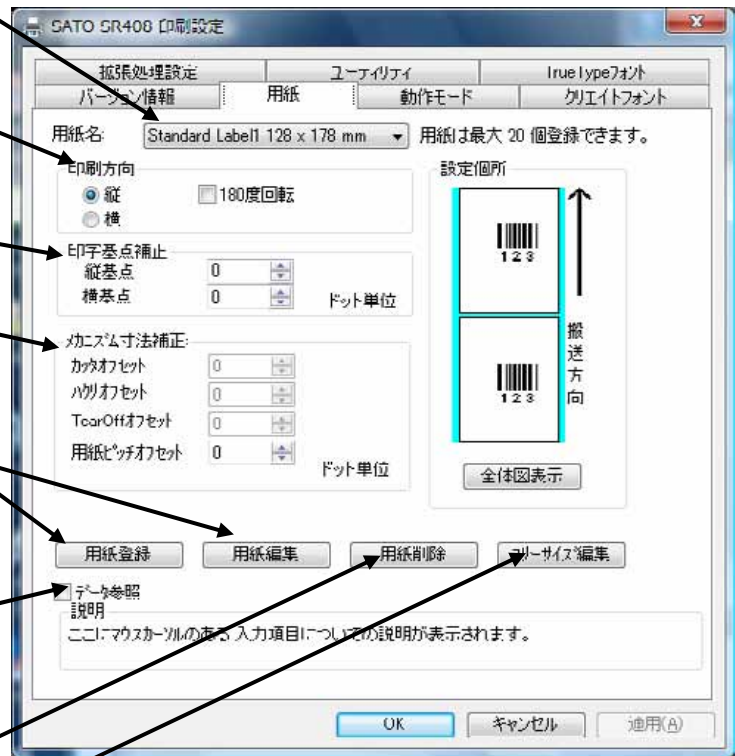 SATO SR408 印刷設定
拡張処理設定 ユーティリティ TrueTypeフォント
バージョン情報 用紙 動作モード クリエイトフォント
用紙名: Standard Label1 128 x 178 mm 用紙は最大 20 個登録できます。
印刷方向
縦 180度回転
横
印字基点補正
縦基点 0
横基点 0 ドット単位
メカニズム寸法補正:
カッタオフセット 0
ハクリオフセット 0
TearOffオフセット 0
用紙ピッチオフセット 0
ドット単位
設定個所
123
123
搬送方向
全体図表示
用紙登録 用紙編集 用紙削除 フリーサイズ編集
データ参照
説明
ここにマウスカーソルのある入力項目についての説明が表示されます。
OK キャンセル 適用(A)